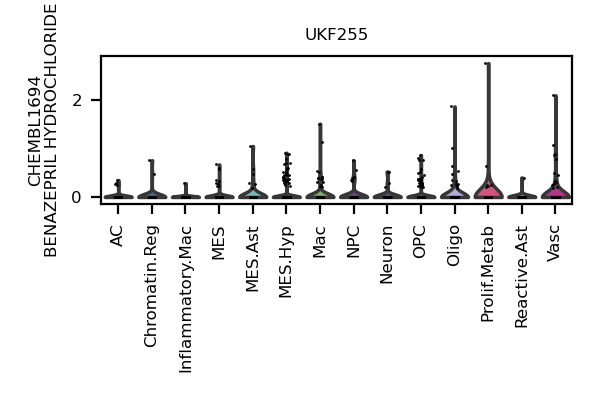 UKF255
CHEMBL1694
BENAZEPRIL HYDROCHLORIDE
2
0
AC
Chromatin.Reg
Inflammatory.Mac
MES
MES.Ast
MES.Hyp
Mac
NPC
Neuron
OPC
Oligo
Prolif.Metab
Reactive.Ast
Vasc